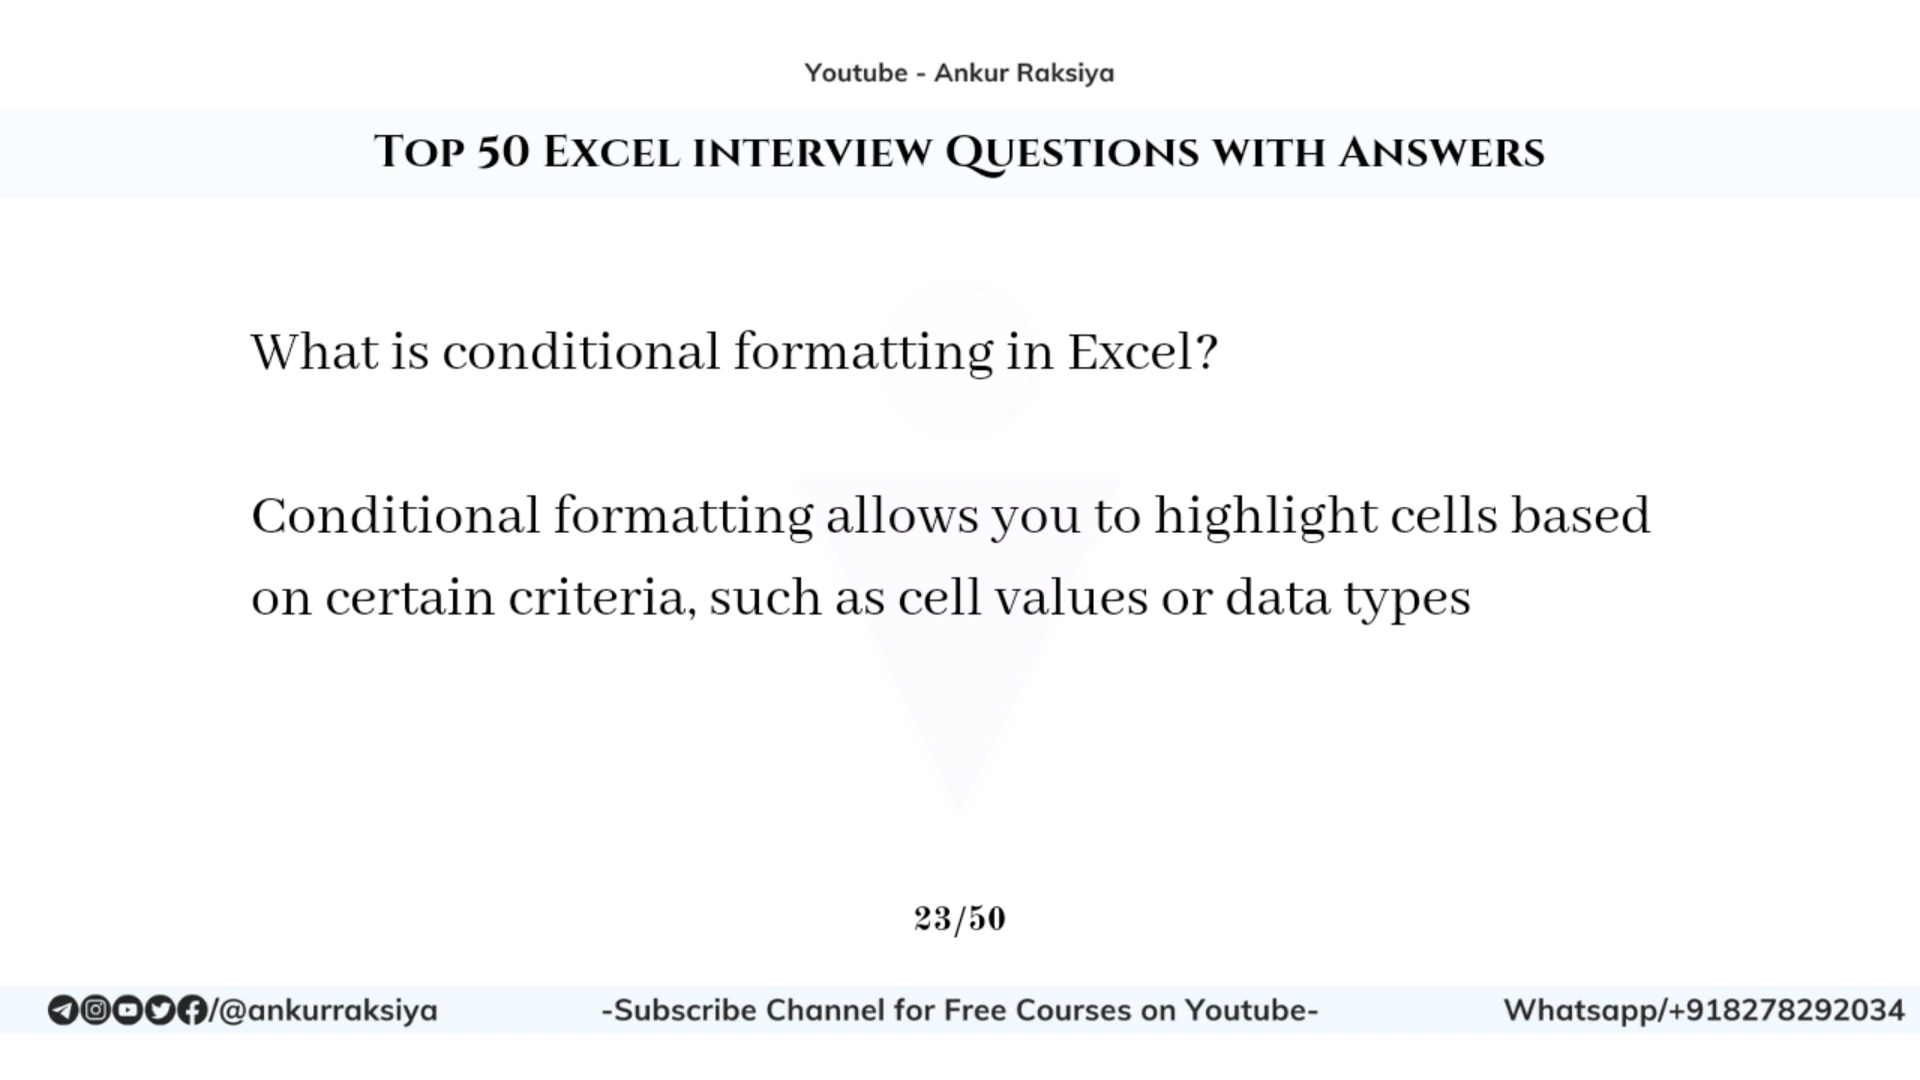 Youtube - Ankur Raksiya
Top 50 Excel interview Questions with Answers
What is conditional formatting in Excel?
Conditional formatting allows you to highlight cells based
on certain criteria, such as cell values or data types
23/50
/@ankurraksiya
-Subscribe Channel for Free Courses on Youtube-
Whatsapp/+918278292034